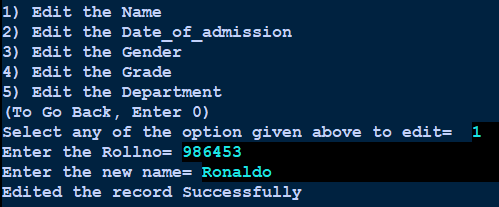 1) Edit the Name
2) Edit the Date_of_admission
3) Edit the Gender
4) Edit the Grade
5) Edit the Department
(To Go Back, Enter 0)
Select any of the option given above to edit=  1
Enter the Rollno= 986453
Enter the new name= Ronaldo
Edited the record Successfully